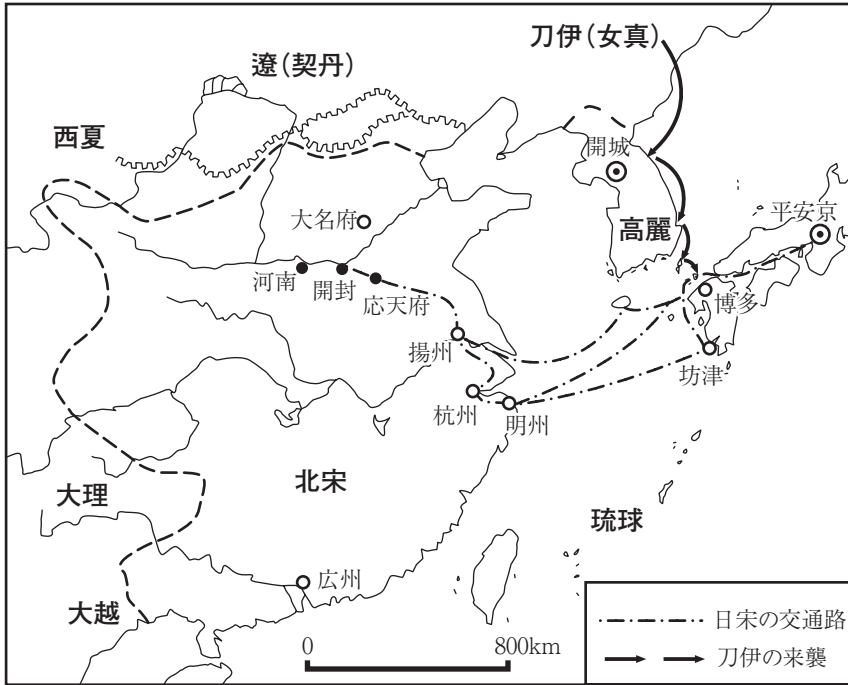 刀伊(女真)
遼(契丹)
西夏
開城
平安京
大名府
高麗
河南
開封
応天府
博多
揚州
坊津
杭州
明州
北宋
大理
琉球
広州
大越
0 800km
日宋の交通路
刀伊の来襲